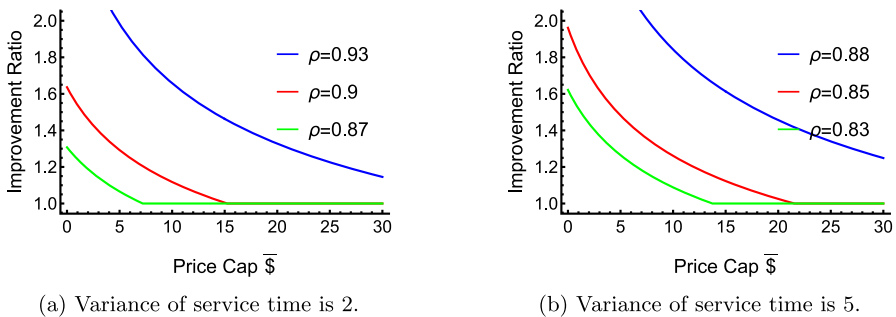 2.0
1.8
1.6
1.4
1.2
1.0
Improvement Ratio
ρ=0.93
ρ=0.9
ρ=0.87
0 5 10 15 20 25 30
Price Cap $̅
(a) Variance of service time is 2.
2.0
1.8
1.6
1.4
1.2
1.0
Improvement Ratio
ρ=0.88
ρ=0.85
ρ=0.83
0 5 10 15 20 25 30
Price Cap $̅
(b) Variance of service time is 5.